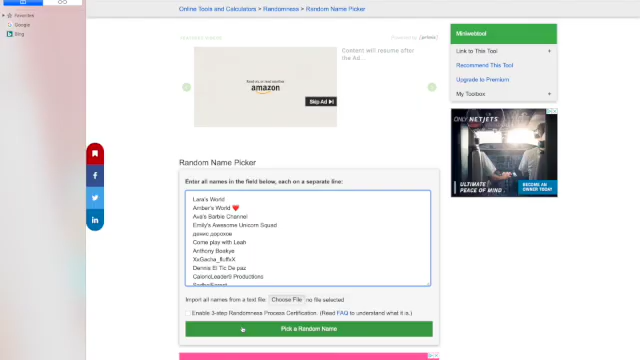 Online Tools and Calculators > Randomness > Random Name Picker
Favorites
Google
Bing
Content will resume after
the Ad...
amazon
Skip Ad
Miniwebtool
Link to This Tool +
Recommend This Tool
Upgrade to Premium
My Toolbox +
ONLY NETJETS
ULTIMATE
PEACE OF MIND
BECOME AN
OWNER TODAY
Random Name Picker
Enter all names in the field below, each on a separate line:
Lara's World
Amber's World ❤️
Ava's Barbie Channel
Emily's Awesome Unicorn Squad
денис дорохов
Come play with Leah
Anthony Boakye
XxGacha_fluffxX
Dennis El Tic De paz
CaloricLeader9 Productions
Import all names from a text file: Choose File no file selected
Enable 3-step Randomness Process Certification. (Read FAQ to understand what it is.)
Pick a Random Name